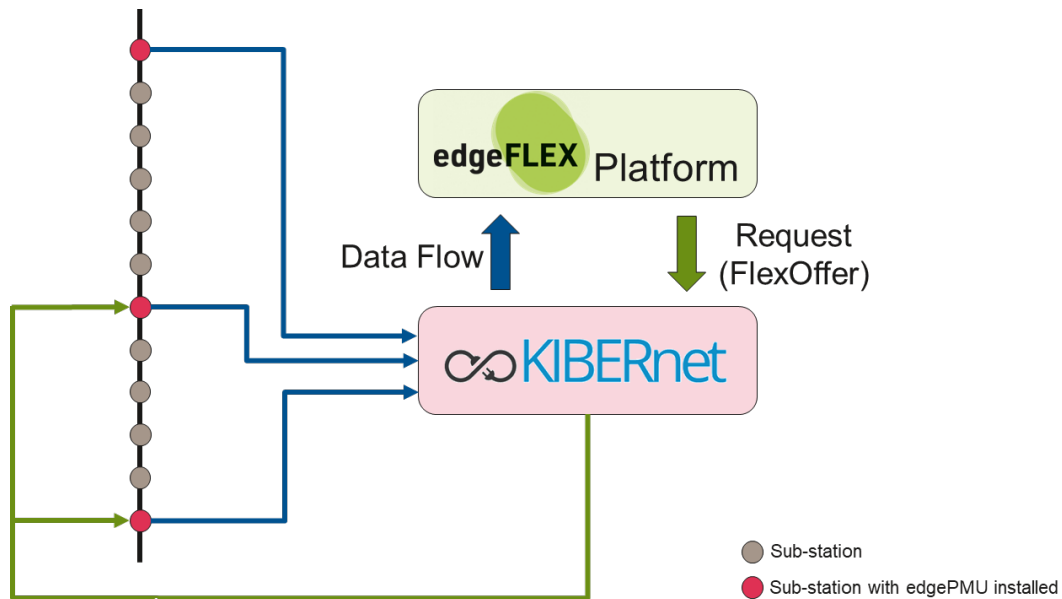 edgeFLEX Platform
Data Flow
Request
(FlexOffer)
KIBERnet
Sub-station
Sub-station with edgePMU installed